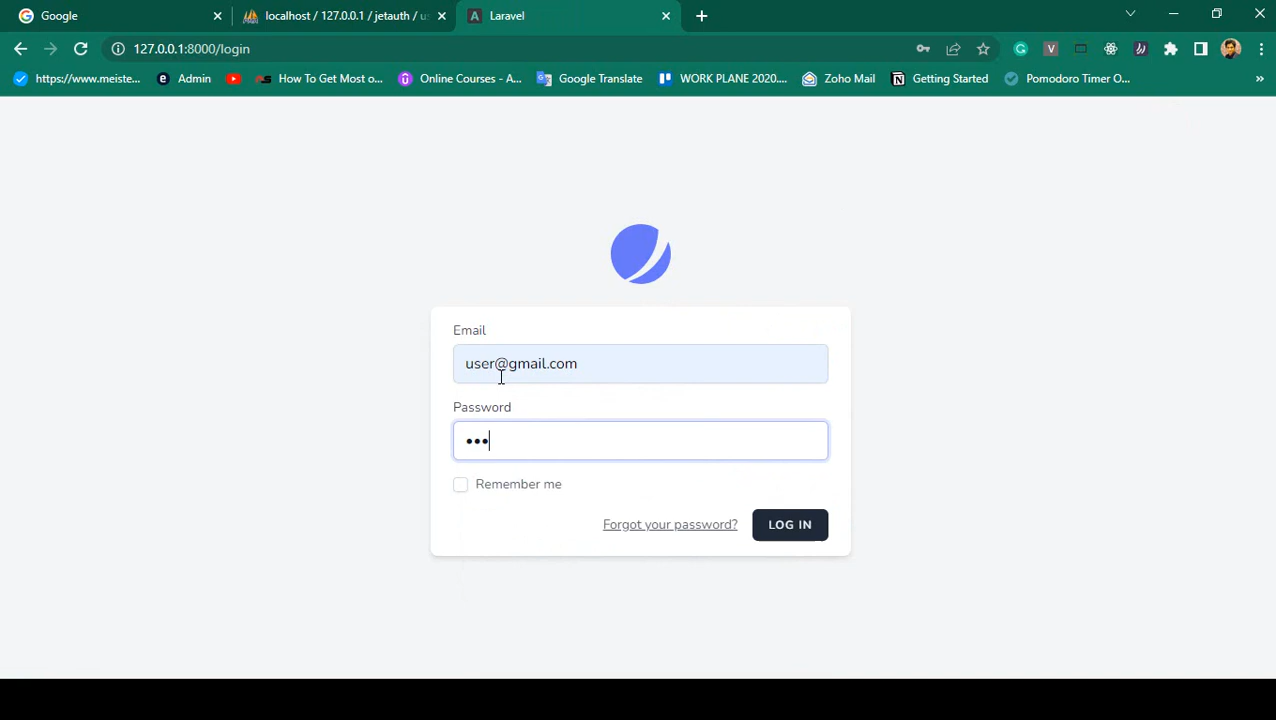 Google
localhost / 127.0.0.1 / jetauth / u
Laravel
127.0.0.1:8000/login
https://www.meiste...
Admin
How To Get Most o...
Online Courses - A...
Google Translate
WORK PLANE 2020....
Zoho Mail
Getting Started
Pomodoro Timer O...
»
Email
user@gmail.com
Password
•••
Remember me
Forgot your password?
LOG IN